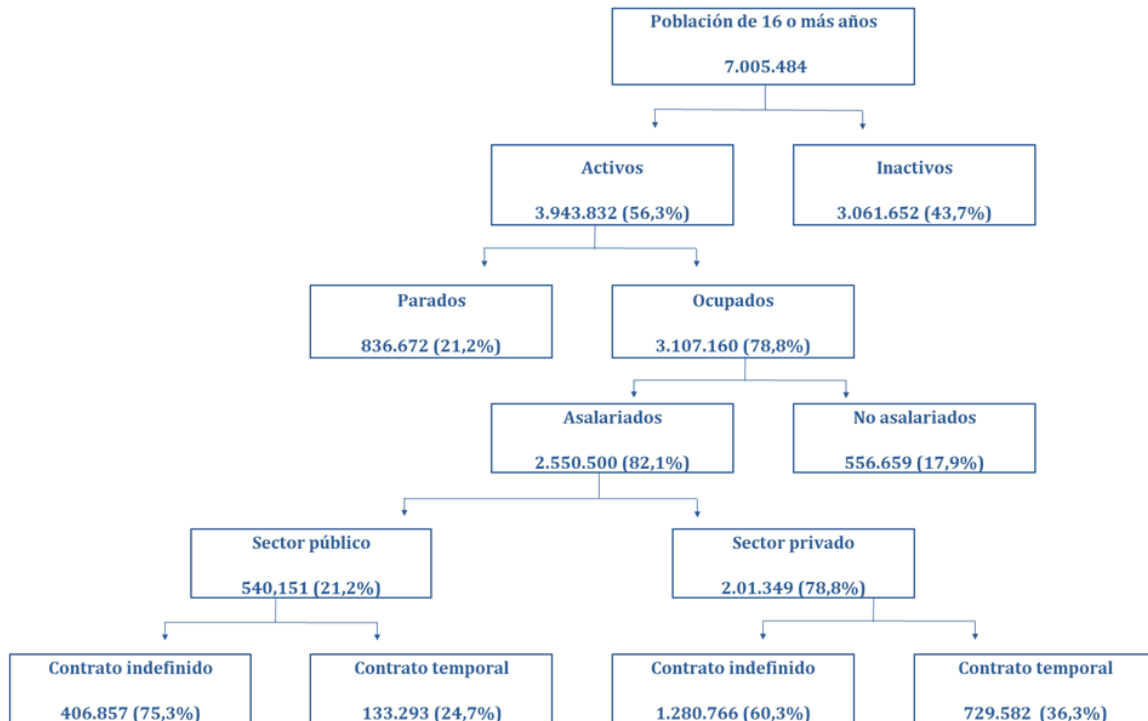 Población de 16 o más años
7.005.484
Activos
3.943.832 (56,3%)
Inactivos
3.061.652 (43,7%)
Parados
836.672 (21,2%)
Ocupados
3.107.160 (78,8%)
Asalariados
2.550.500 (82,1%)
No asalariados
556.659 (17,9%)
Sector público
540,151 (21,2%)
Sector privado
2.01.349 (78,8%)
Contrato indefinido
406.857 (75,3%)
Contrato temporal
133.293 (24,7%)
Contrato indefinido
1.280.766 (60,3%)
Contrato temporal
729.582 (36,3%)